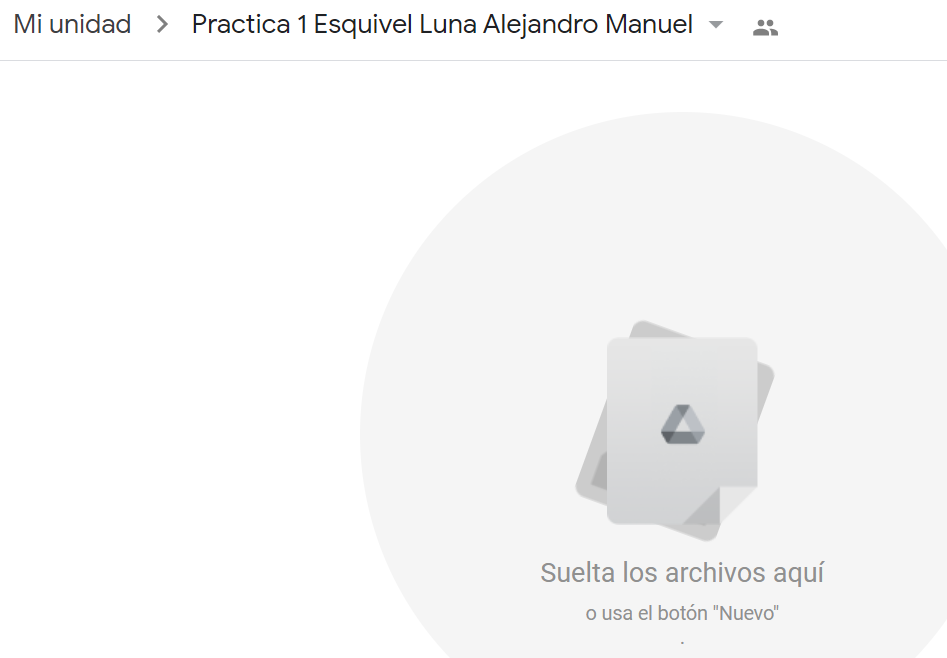 Mi unidad > Practica 1 Esquivel Luna Alejandro Manuel
Suelta los archivos aquí
o usa el botón "Nuevo"
.